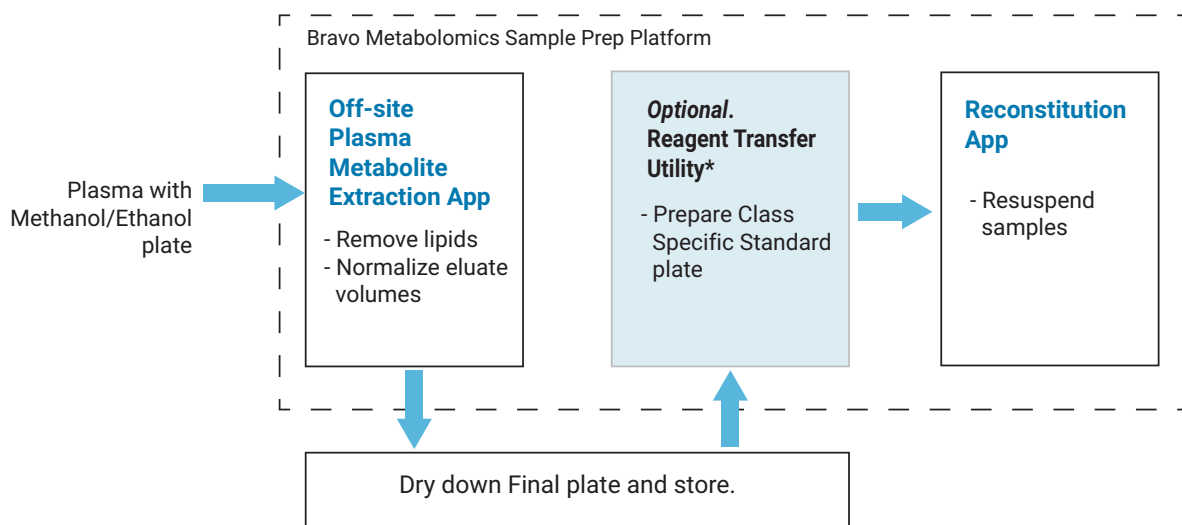 Bravo Metabolomics Sample Prep Platform
Plasma with
Methanol/Ethanol
plate
Off-site
Plasma
Metabolite
Extraction App
- Remove lipids
- Normalize eluate
volumes
Optional.
Reagent Transfer
Utility*
- Prepare Class
Specific Standard
plate
Reconstitution
App
- Resuspend
samples
Dry down Final plate and store.